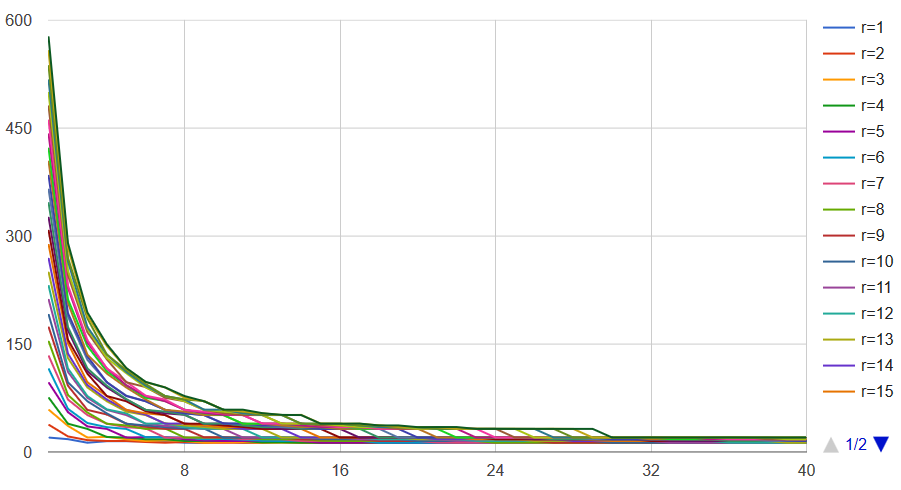 600
450
300
150
0
8
16
24
32
40
r=1
r=2
r=3
r=4
r=5
r=6
r=7
r=8
r=9
r=10
r=11
r=12
r=13
r=14
r=15
1/2